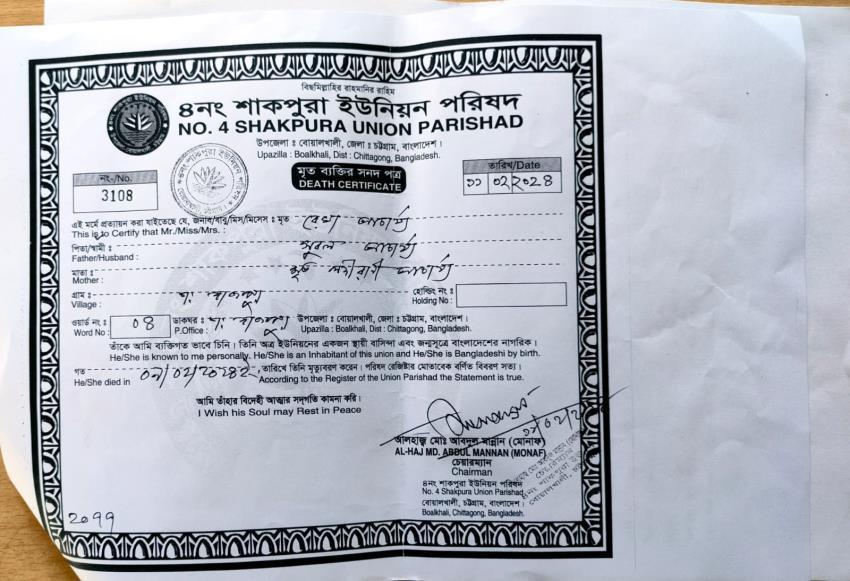 বিছমিল্লাহির রাহমানির রাহিম
৪নং শাকপুরা ইউনিয়ন পরিষদ
NO. 4 SHAKPURA UNION PARISHAD
উপজেলা ঃ বোয়ালখালী, জেলা ঃ চট্টগ্রাম, বাংলাদেশ।
Upazilla : Boalkhali, Dist : Chittagong, Bangladesh.
নং-/No.
3108
মৃত ব্যক্তির সনদ পত্র
DEATH CERTIFICATE
তারিখ/Date
এই মর্মে প্রত্যায়ন করা যাইতেছে যে, জনাব/বাবু/মিস/মিসেস ঃ মৃত রেখা আচার্য্য
This is to Certify that Mr./Miss/Mrs. :
পিতা/স্বামী ঃ সুবল আচার্য্য
Father/Husband :
মাতা ঃ আচার্য্য
Mother :
গ্রাম ঃ
Village :
হোল্ডিং নং ঃ
Holding No :
ওয়ার্ড নং ঃ ডাকঘর ঃ উপজেলা ঃ বোয়ালখালী, জেলা ঃ চট্টগ্রাম, বাংলাদেশ।
Word No : 08 P.Office : Upazilla : Boalkhali, Dist : Chittagong, Bangladesh.
তাঁকে আমি ব্যক্তিগত ভাবে চিনি। তিনি অত্র ইউনিয়নের একজন স্থায়ী বাসিন্দা এবং জন্মসূত্রে বাংলাদেশের নাগরিক।
He/She is known to me personally. He/She is an Inhabitant of this union and He/She is Bangladeshi by birth.
গত তারিখে তিনি মৃত্যুবরণ করেন। পরিষদ রেজিষ্টার মোতাবেক বর্ণিত বিবরণ সত্য।
He/She died in According to the Register of the Union Parishad the Statement is true.
আমি তাঁহার বিদেহী আত্মার সদগতি কামনা করি।
I Wish his Soul may Rest in Peace
আলহাজ্ব মোঃ আবদুল মান্নান (মোনাফ)
AL-HAJ MD. ABDUL MANNAN (MONAF)
চেয়ারম্যান
Chairman
৪নং শাকপুরা ইউনিয়ন পরিষদ
No. 4 Shakpura Union Parishad
বোয়ালখালী, চট্টগ্রাম, বাংলাদেশ।
Boalkhali, Chittagong, Bangladesh.
২০৭৭